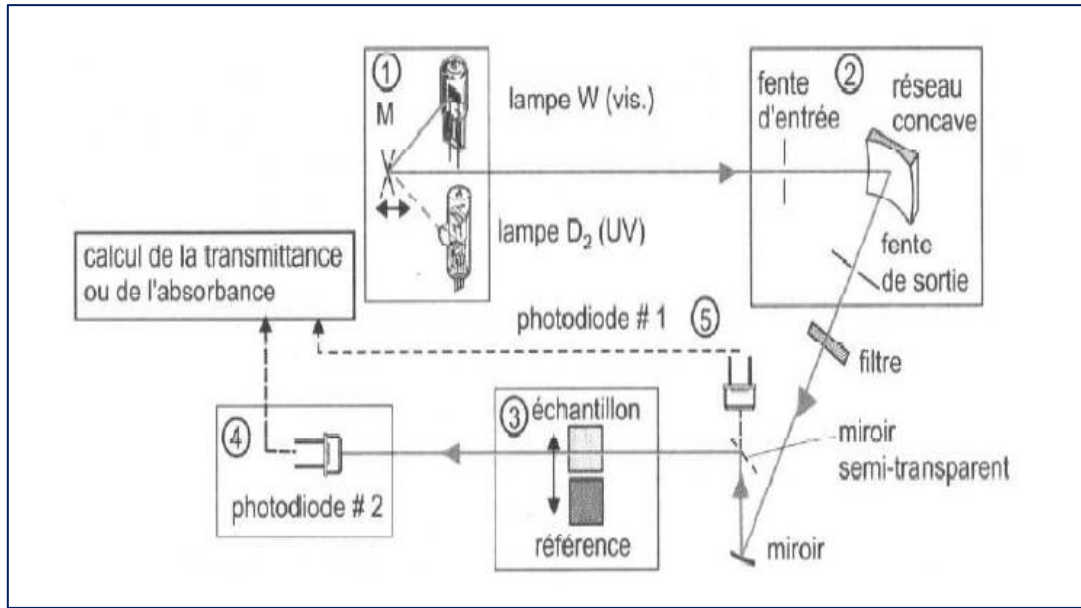 ①
M
lampe W (vis.)
lampe D₂ (UV)
②
fente
d'entrée
réseau
concave
fente
de sortie
calcul de la transmittance
ou de l'absorbance
photodiode # 1 ⑤
filtre
miroir
semi-transparent
③ échantillon
référence
④
photodiode # 2
miroir